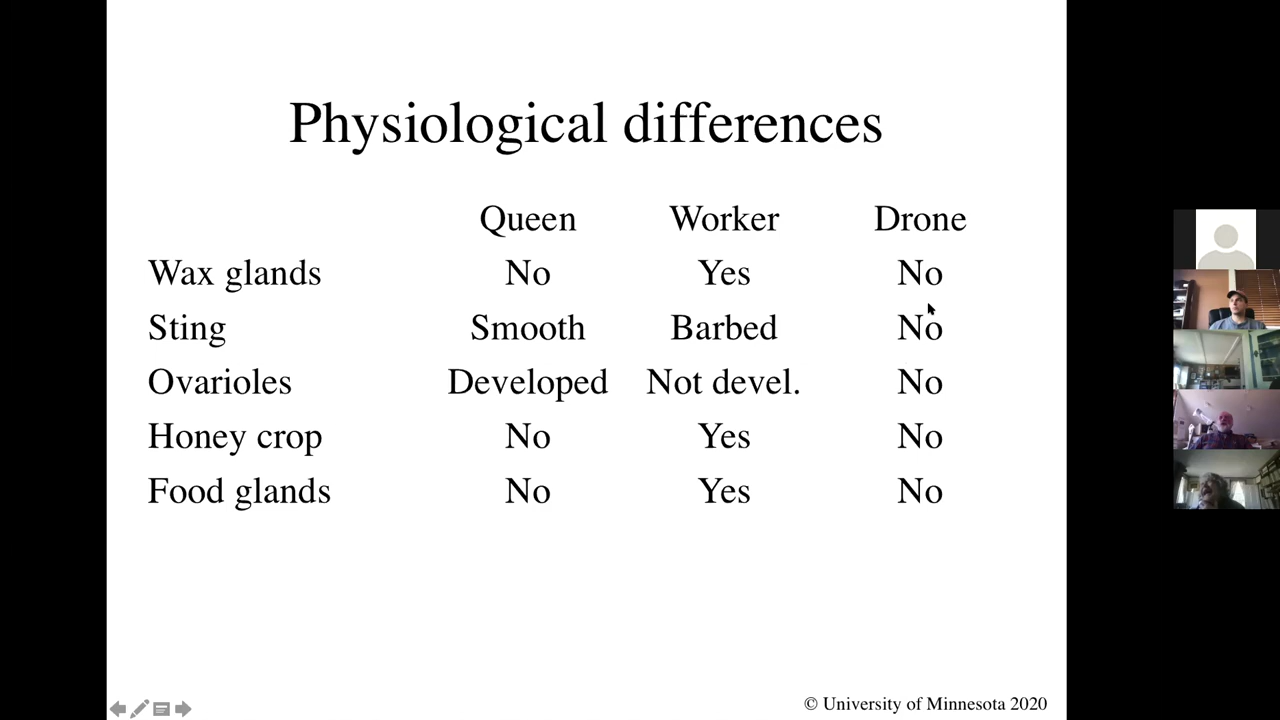 Physiological differences
Queen Worker Drone
Wax glands No Yes No
Sting Smooth Barbed No
Ovarioles Developed Not devel. No
Honey crop No Yes No
Food glands No Yes No
© University of Minnesota 2020